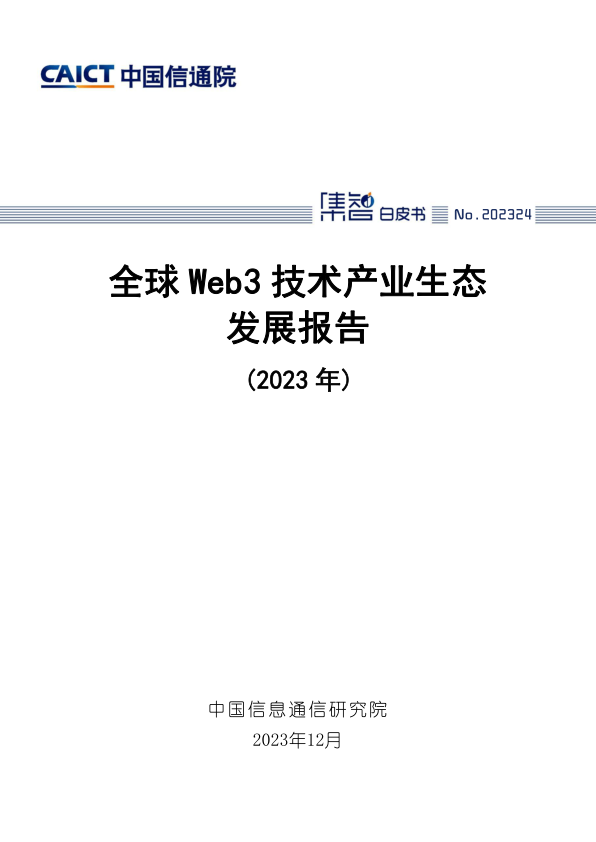 CAICT 中国信通院
集智 白皮书 No.202324
全球 Web3 技术产业生态
发展报告
(2023 年)
中国信息通信研究院
2023年12月